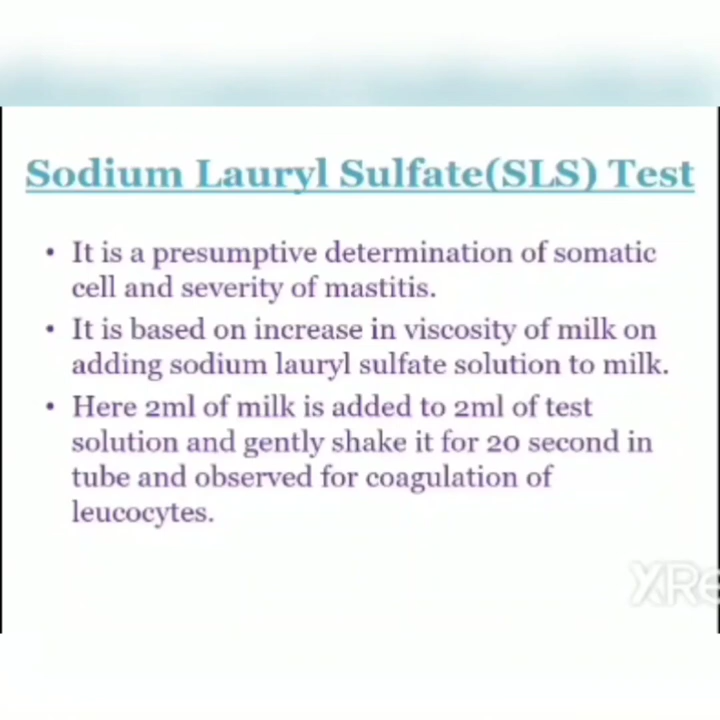 Sodium Lauryl Sulfate(SLS) Test
• It is a presumptive determination of somatic
cell and severity of mastitis.
• It is based on increase in viscosity of milk on
adding sodium lauryl sulfate solution to milk.
• Here 2ml of milk is added to 2ml of test
solution and gently shake it for 20 second in
tube and observed for coagulation of
leucocytes.
XRe